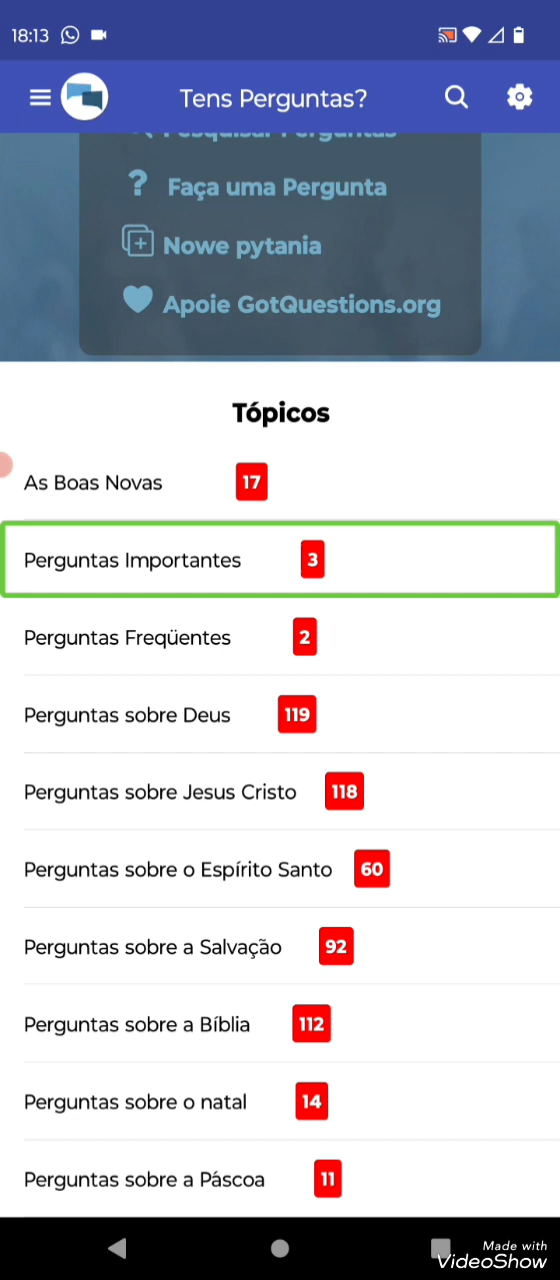 18:13
Tens Perguntas?
Pesquisar Perguntas
? Faça uma Pergunta
Nowe pytania
Apoie GotQuestions.org
Tópicos
As Boas Novas 17
Perguntas Importantes 3
Perguntas Freqüentes 2
Perguntas sobre Deus 119
Perguntas sobre Jesus Cristo 118
Perguntas sobre o Espírito Santo 60
Perguntas sobre a Salvação 92
Perguntas sobre a Bíblia 112
Perguntas sobre o natal 14
Perguntas sobre a Páscoa 11
Made with
VideoShow